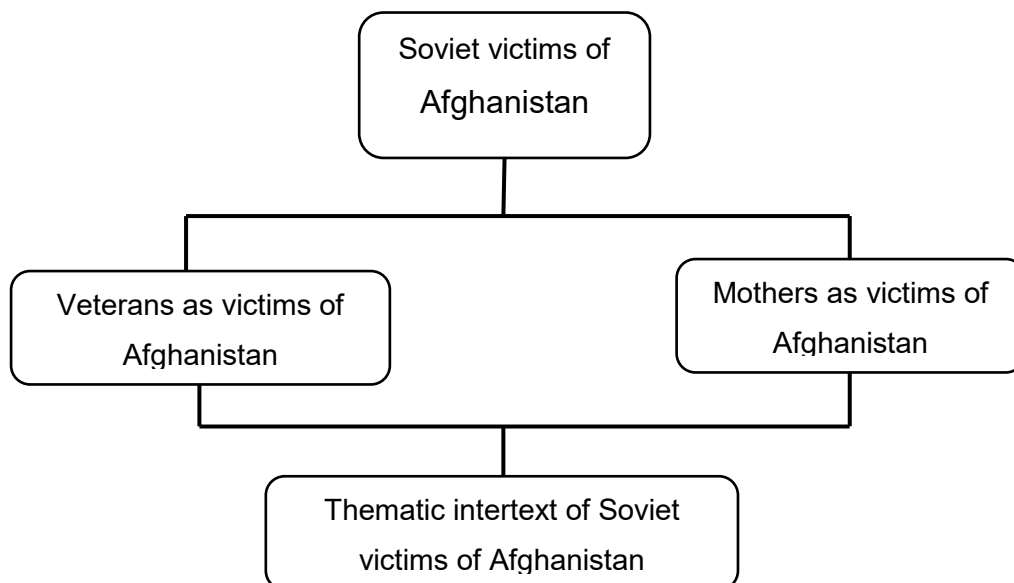 Soviet victims of
Afghanistan
Veterans as victims of
Afghanistan
Mothers as victims of
Afghanistan
Thematic intertext of Soviet
victims of Afghanistan